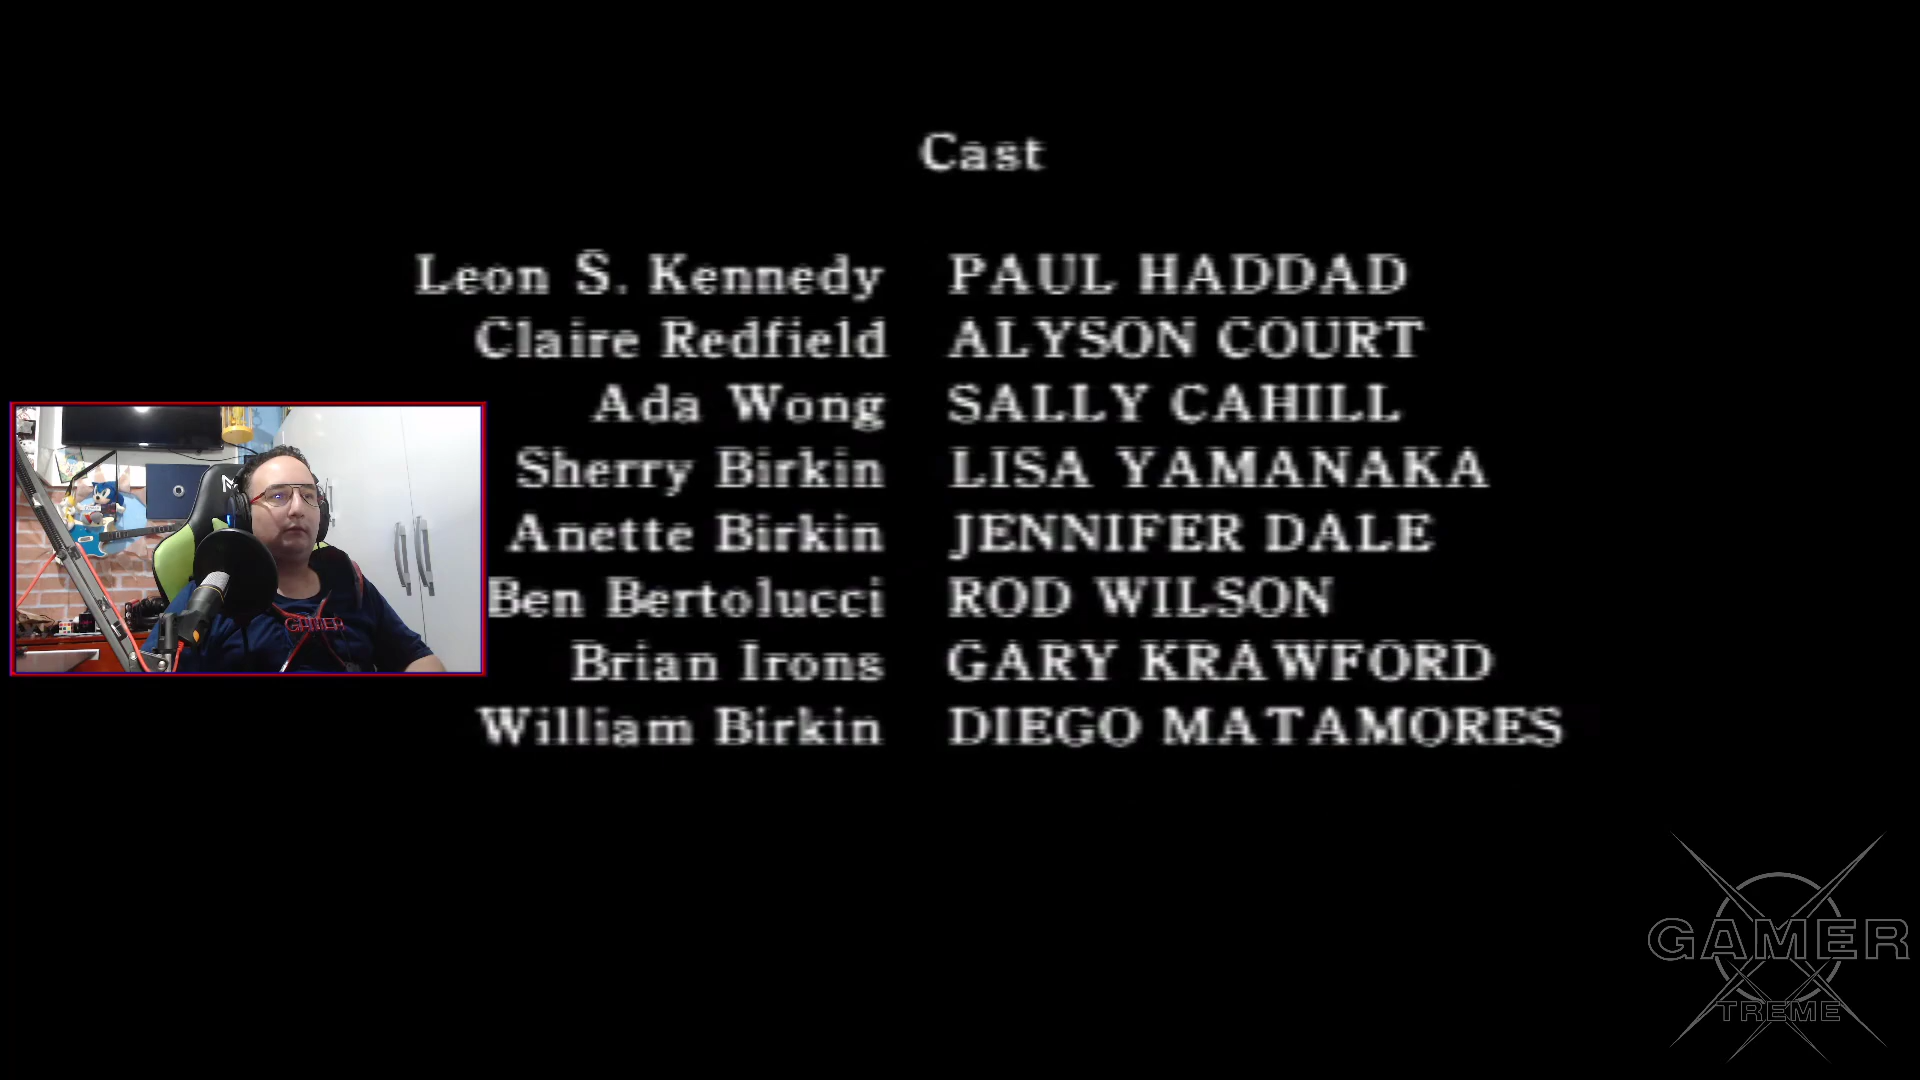 Cast
Leon S. Kennedy PAUL HADDAD
Claire Redfield ALYSON COURT
Ada Wong SALLY CAHILL
Sherry Birkin LISA YAMANAKA
Anette Birkin JENNIFER DALE
Ben Bertolucci ROD WILSON
Brian Irons GARY KRAWFORD
William Birkin DIEGO MATAMORES
GAMER
GAMER
TREME